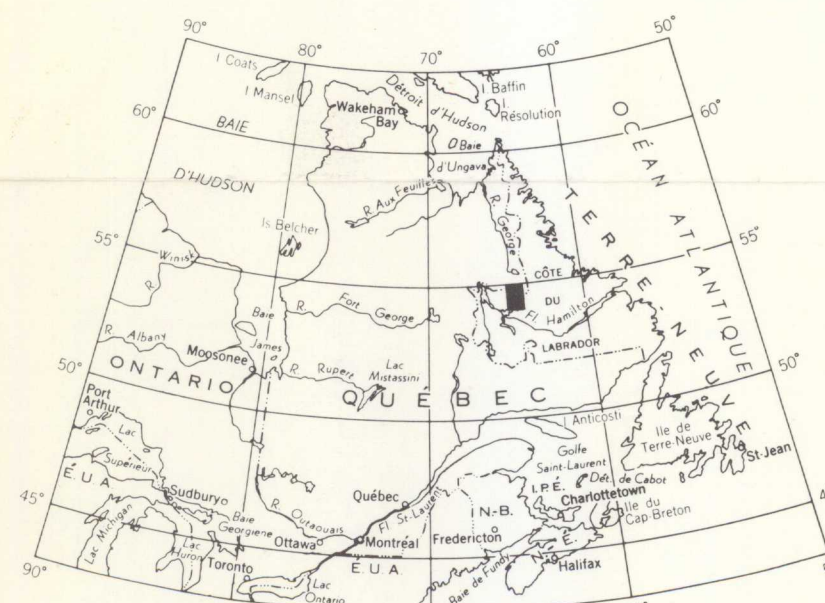 90°
80°
70°
60°
50°
I Coats
I Mansel
Détroit d'Hudson
I. Baffin
I. Résolution
Wakeham Bay
60°
60°
BAIE
D'HUDSON
Baie d'Ungava
R. Aux Feuilles
R. George
OCÉAN ATLANTIQUE
TERRE-NEUVE
Is Belcher
55°
55°
Winisk
R.
CÔTE
DU
LABRADOR
Fl. Hamilton
R. Fort George
Baie
James
R. Albany
Moosonee
R. Rupert
Lac
Mistassini
50°
50°
ONTARIO
QUÉBEC
Port
Arthur
I. Anticosti
Ile de
Terre-Neuve
St-Jean
Lac
Supérieur
É.U.A.
Golfe
Saint-Laurent
Dét. de Cabot
I.P.É.
Charlottetown
Ile du
Cap-Breton
Sudbury
Québec
Fl St-Laurent
N.-B.
45°
Baie
Georgienne
R. Outaouais
Ottawa
Montréal
Fredericton
N.
É.
Halifax
Lac Michigan
Lac
Huron
Toronto
É.U.A.
Baie de Fundy
90°
Lac
Ontario